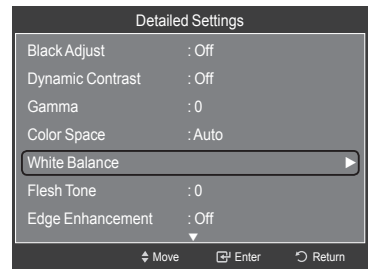 Detailed Settings
Black Adjust : Off
Dynamic Contrast : Off
Gamma : 0
Color Space : Auto
White Balance
Flesh Tone : 0
Edge Enhancement : Off
Move Enter Return